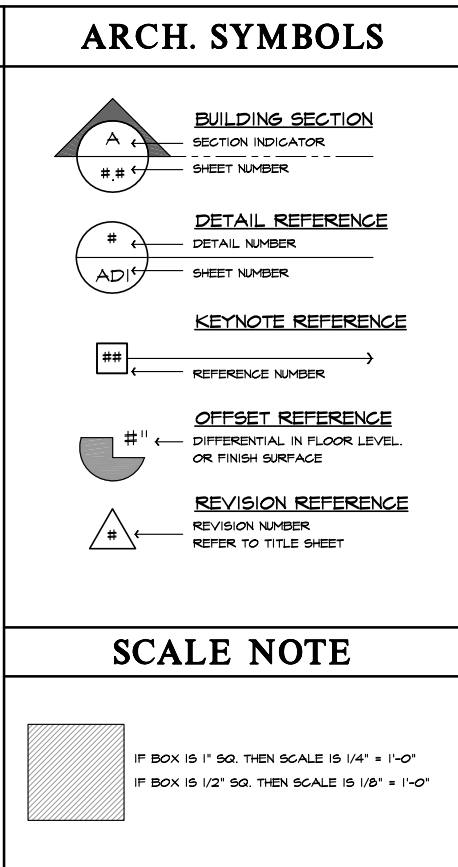 ARCH. SYMBOLS
BUILDING SECTION
A
SECTION INDICATOR
#.#
SHEET NUMBER
DETAIL REFERENCE
#
DETAIL NUMBER
AD1
SHEET NUMBER
KEYNOTE REFERENCE
##
REFERENCE NUMBER
OFFSET REFERENCE
#"
DIFFERENTIAL IN FLOOR LEVEL.
OR FINISH SURFACE
REVISION REFERENCE
REVISION NUMBER
#
REFER TO TITLE SHEET
SCALE NOTE
IF BOX IS 1" SQ. THEN SCALE IS 1/4" = 1'-0"
IF BOX IS 1/2" SQ. THEN SCALE IS 1/8" = 1'-0"